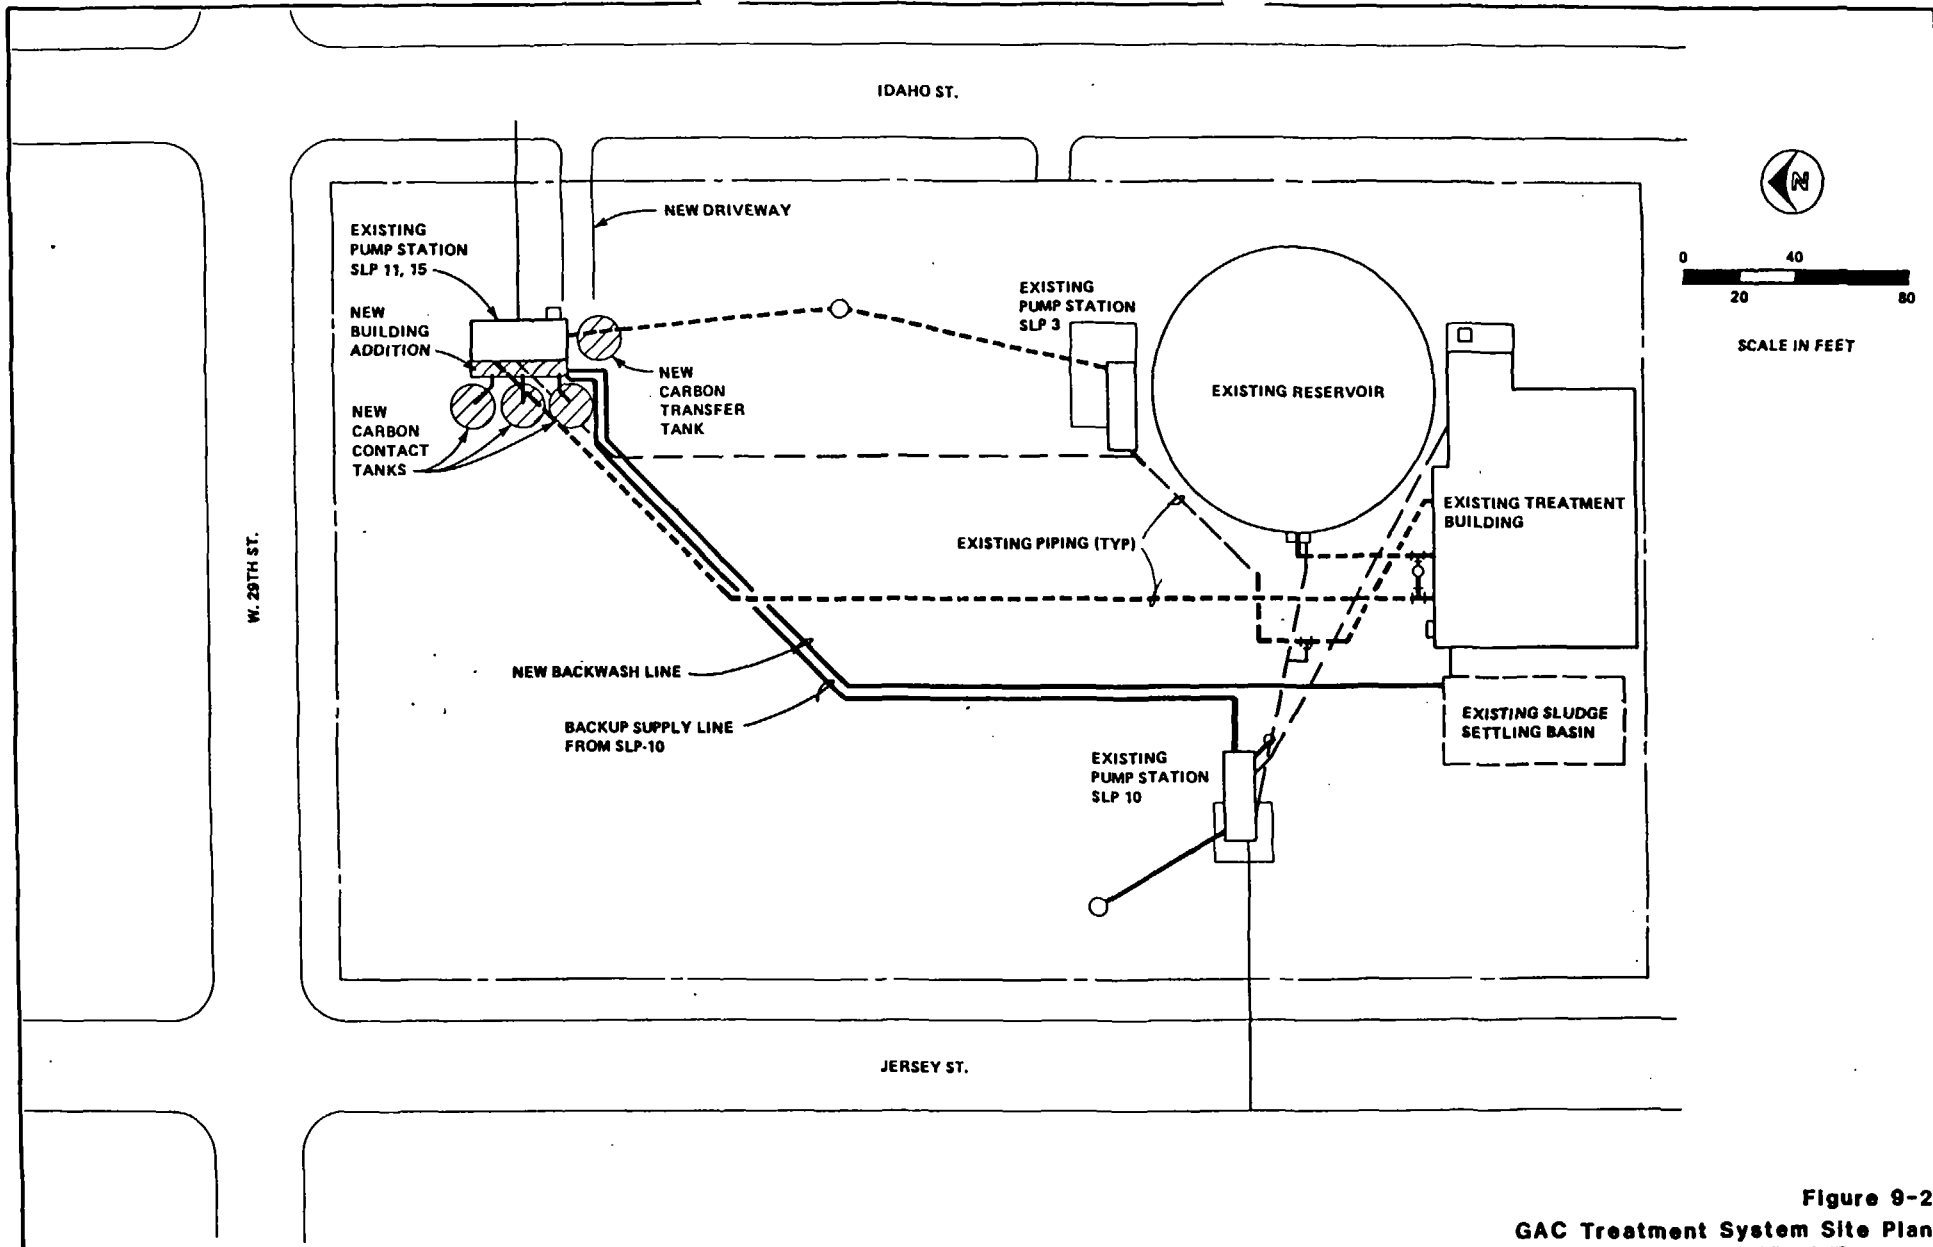 IDAHO ST.
N
0 40
20 80
SCALE IN FEET
NEW DRIVEWAY
EXISTING
PUMP STATION
SLP 11, 15
NEW
BUILDING
ADDITION
NEW
CARBON
CONTACT
TANKS
NEW
CARBON
TRANSFER
TANK
EXISTING
PUMP STATION
SLP 3
EXISTING RESERVOIR
EXISTING TREATMENT
BUILDING
EXISTING PIPING (TYP)
W. 29TH ST.
NEW BACKWASH LINE
BACKUP SUPPLY LINE
FROM SLP-10
EXISTING SLUDGE
SETTLING BASIN
EXISTING
PUMP STATION
SLP 10
JERSEY ST.
Figure 9-2
GAC Treatment System Site Plan